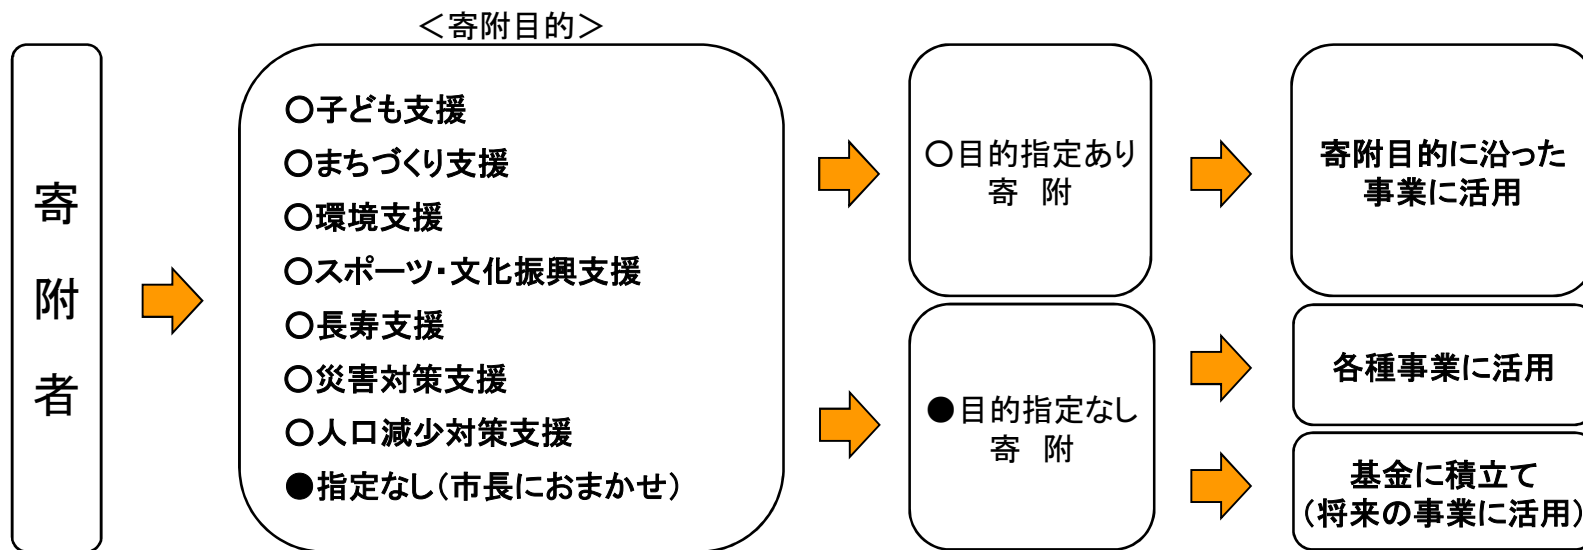 <寄附目的>
寄附者
○子ども支援
○まちづくり支援
○環境支援
○スポーツ・文化振興支援
○長寿支援
○災害対策支援
○人口減少対策支援
●指定なし(市長におまかせ)
○目的指定あり
寄 附
●目的指定なし
寄 附
寄附目的に沿った
事業に活用
各種事業に活用
基金に積立て
(将来の事業に活用)